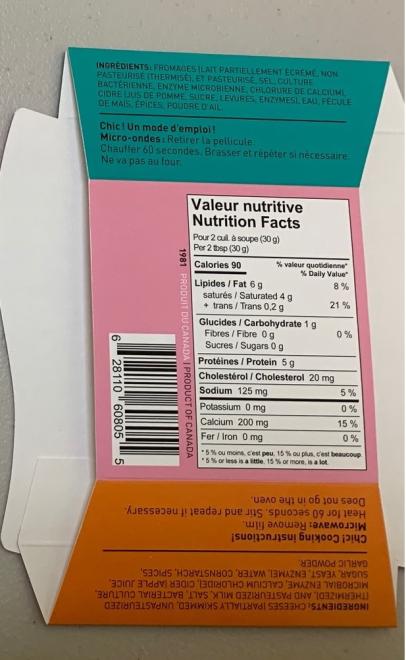 INGRÉDIENTS: FROMAGES (LAIT PARTIELLEMENT ÉCRÉMÉ, NON
PASTEURISÉ (THERMISÉ), ET PASTEURISÉ, SEL, CULTURE
BACTÉRIENNE, ENZYME MICROBIENNE, CHLORURE DE CALCIUM),
CIDRE (JUS DE POMME, SUCRE, LEVURES, ENZYMES), EAU, FÉCULE
DE MAÏS, ÉPICES, POUDRE D'AIL.
Chic! Un mode d'emploi!
Micro-ondes: Retirer la pellicule.
Chauffer 60 secondes. Brasser et répéter si nécessaire.
Ne va pas au four.
Valeur nutritive
Nutrition Facts
Pour 2 cuil. à soupe (30 g)
Per 2 tbsp (30 g)
Calories 90 % valeur quotidienne*
% Daily Value*
Lipides / Fat 6 g 8 %
saturés / Saturated 4 g
+ trans / Trans 0,2 g 21 %
Glucides / Carbohydrate 1 g
Fibres / Fibre 0 g 0 %
Sucres / Sugars 0 g
Protéines / Protein 5 g
Cholestérol / Cholesterol 20 mg
Sodium 125 mg 5 %
Potassium 0 mg 0 %
Calcium 200 mg 15 %
Fer / Iron 0 mg 0 %
*5 % ou moins, c'est peu, 15 % ou plus, c'est beaucoup
*5 % or less is a little, 15 % or more, is a lot.
1981 PRODUIT DU CANADA | PRODUCT OF CANADA
6 28110 60805 5
Chic! Cooking instructions!
Microwave: Remove film.
Heat for 60 seconds. Stir and repeat if necessary.
Does not go in the oven.
INGREDIENTS: CHEESES (PARTIALLY SKIMMED, UNPASTEURIZED
(THERMIZED), AND PASTEURIZED MILK, SALT, BACTERIAL CULTURE,
MICROBIAL ENZYME, CALCIUM CHLORIDE), CIDER (APPLE JUICE,
SUGAR, YEAST, ENZYME), WATER, CORNSTARCH, SPICES,
GARLIC POWDER.